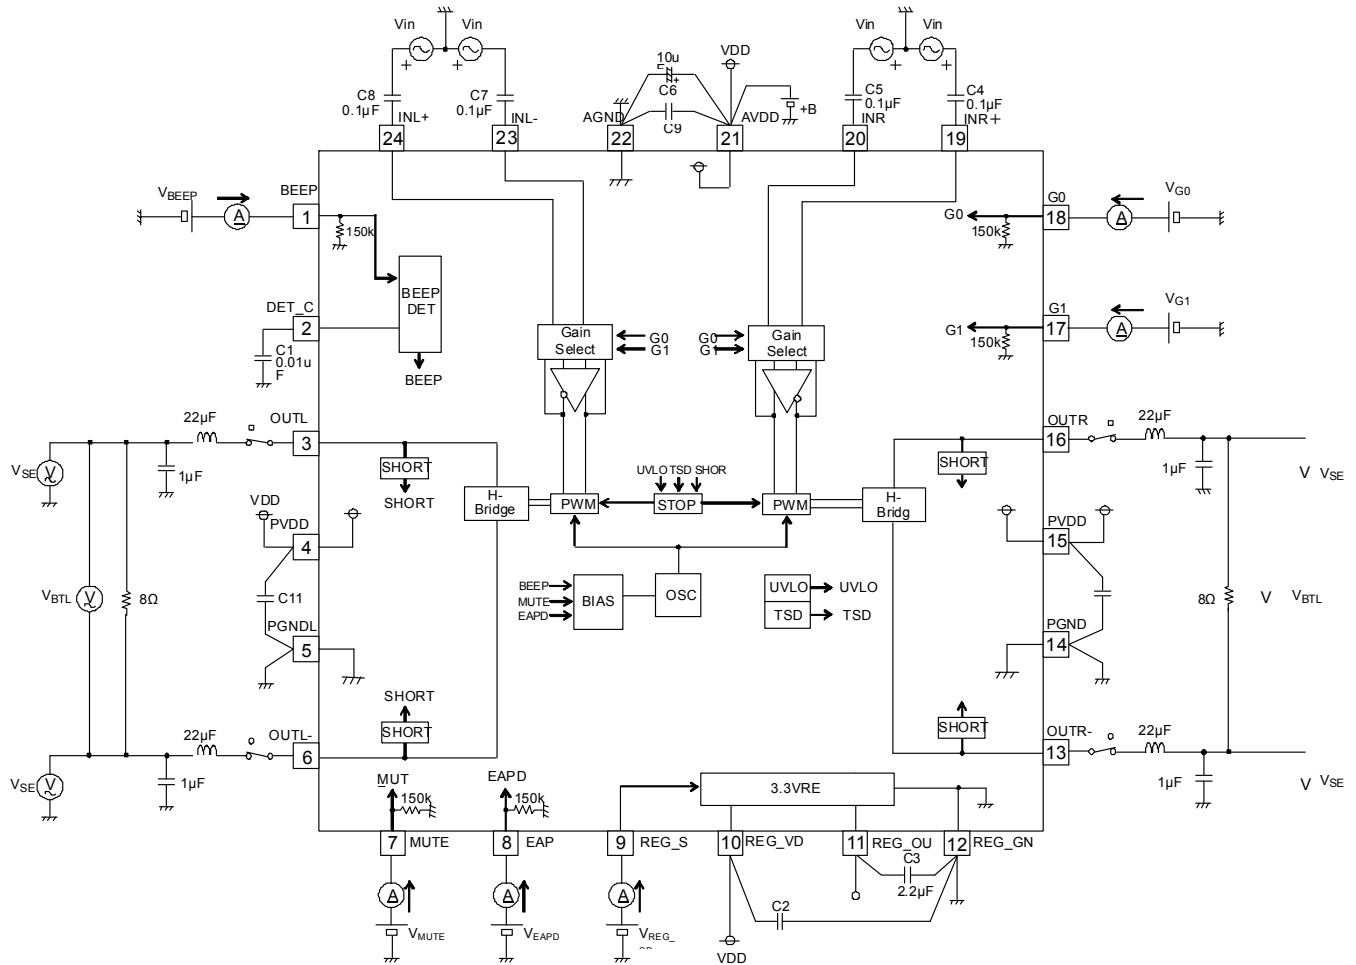 Vin
Vin
VDD
Vin
Vin
10u
C8
0.1µF
C7
0.1µF
C6
C9
+B
C5
0.1µF
C4
0.1µF
INL+
INL-
AGND
AVDD
INR
INR+
24
23
22
21
20
19
VBEEP
BEEP
A
1
150k
G0
G0
18
150k
A
VG0
BEEP
DET
DET_C
2
C1
0.01u
F
BEEP
G1
G1
17
150k
A
VG1
Gain
Select
G0
G1
G0
G1
Gain
Select
22µF
OUTL
3
VSE
V
1µF
SHORT
SHORT
OUTR
16
22µF
SHORT
1µF
V VSE
UVLO TSD SHOR
H-
Bridge
PWM
STOP
PWM
H-
Bridg
VDD
PVDD
4
PVDD
15
VBTL
V
8Ω
C11
BEEP
MUTE
EAPD
BIAS
OSC
UVLO
UVLO
TSD
TSD
8Ω
V VBTL
PGNDL
5
PGND
14
SHORT
SHORT
SHORT
22µF
OUTL-
6
VSE
V
1µF
OUTR-
13
22µF
1µF
V VSE
MUT
150k
EAPD
150k
3.3VRE
7
MUTE
8
EAP
9
REG_S
10
REG_VD
11
REG_OU
12
REG_GN
C3
2.2µF
A
A
A
C2
VMUTE
VEAPD
VREG_
VDD